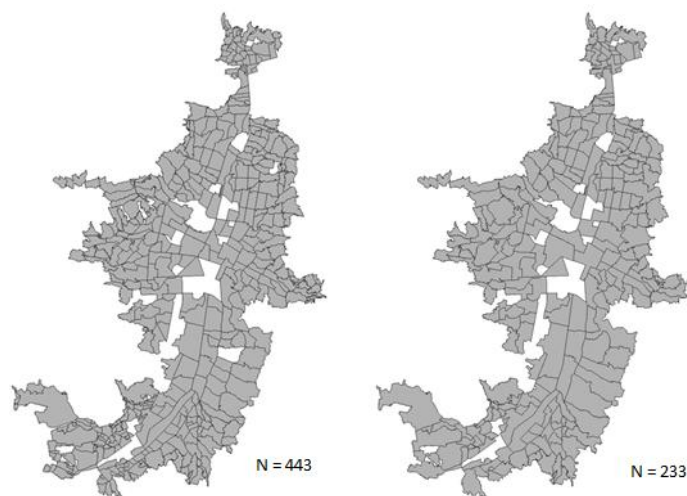 N = 443
N = 233